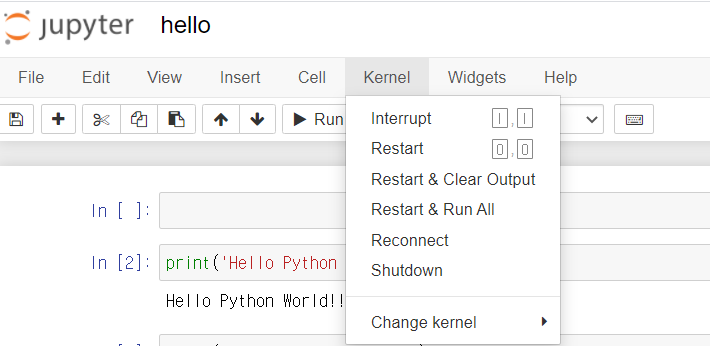 jupyter hello
File Edit View Insert Cell Kernel Widgets Help
Run
Interrupt I,I
Restart 0,0
Restart & Clear Output
Restart & Run All
Reconnect
Shutdown
Change kernel
In [ ]:
In [2]: print('Hello Python
Hello Python World!!